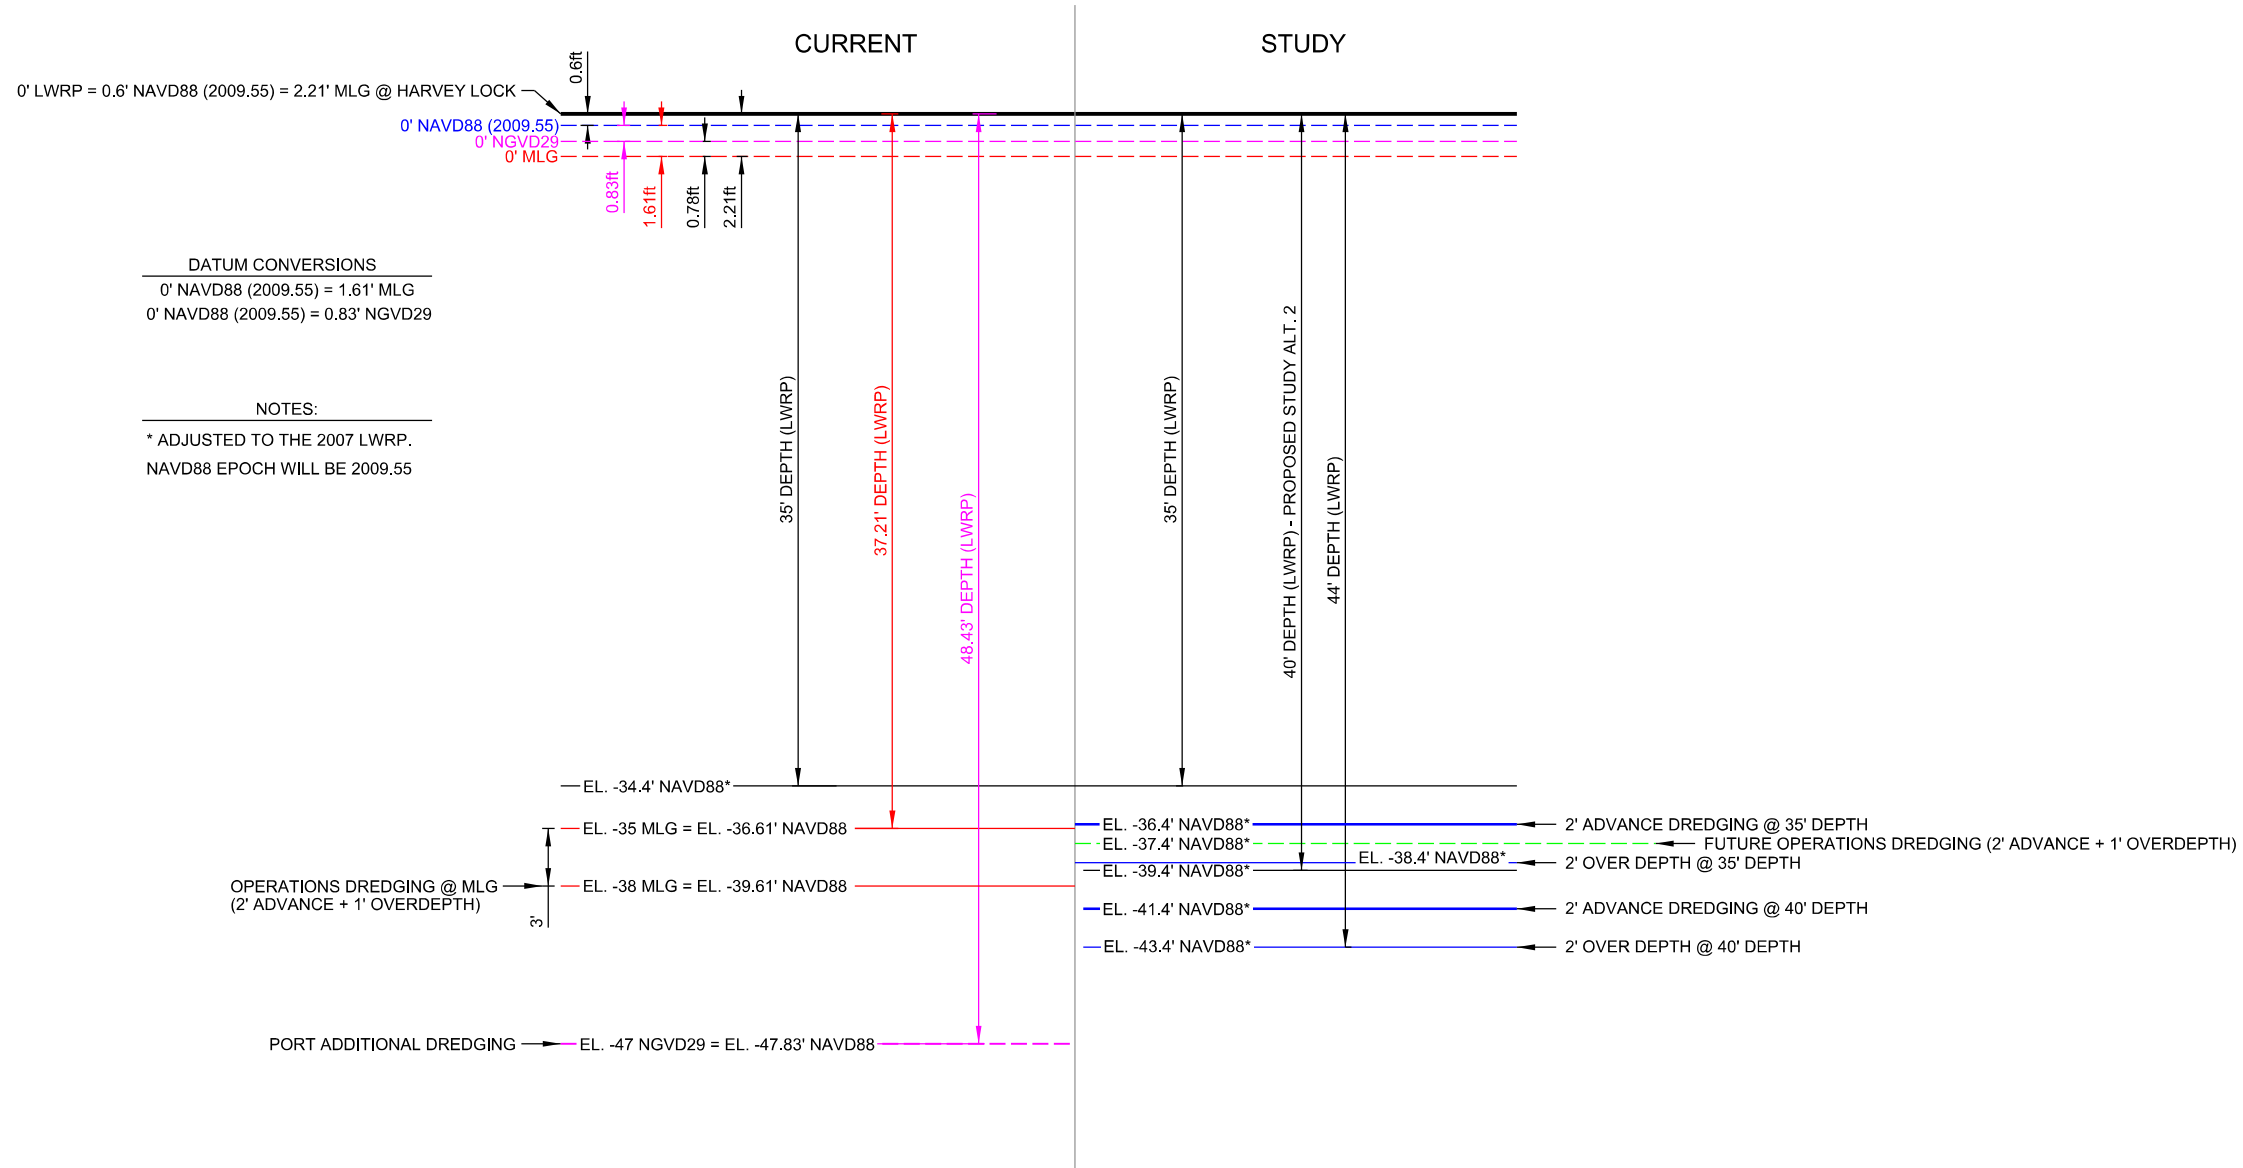 CURRENT
STUDY
0.6ft
0' LWRP = 0.6' NAVD88 (2009.55) = 2.21' MLG @ HARVEY LOCK
0' NAVD88 (2009.55)
0' NGVD29
0' MLG
0.83ft
1.61ft
0.78ft
2.21ft
DATUM CONVERSIONS
0' NAVD88 (2009.55) = 1.61' MLG
0' NAVD88 (2009.55) = 0.83' NGVD29
NOTES:
* ADJUSTED TO THE 2007 LWRP.
NAVD88 EPOCH WILL BE 2009.55
35' DEPTH (LWRP)
37.21' DEPTH (LWRP)
48.43' DEPTH (LWRP)
35' DEPTH (LWRP)
40' DEPTH (LWRP) - PROPOSED STUDY ALT. 2
44' DEPTH (LWRP)
EL. -34.4' NAVD88*
EL. -35 MLG = EL. -36.61' NAVD88
OPERATIONS DREDGING @ MLG
(2' ADVANCE + 1' OVERDEPTH)
3'
EL. -38 MLG = EL. -39.61' NAVD88
PORT ADDITIONAL DREDGING
EL. -47 NGVD29 = EL. -47.83' NAVD88
EL. -36.4' NAVD88*
2' ADVANCE DREDGING @ 35' DEPTH
EL. -37.4' NAVD88*
FUTURE OPERATIONS DREDGING (2' ADVANCE + 1' OVERDEPTH)
EL. -38.4' NAVD88*
2' OVER DEPTH @ 35' DEPTH
EL. -39.4' NAVD88*
EL. -41.4' NAVD88*
2' ADVANCE DREDGING @ 40' DEPTH
EL. -43.4' NAVD88*
2' OVER DEPTH @ 40' DEPTH